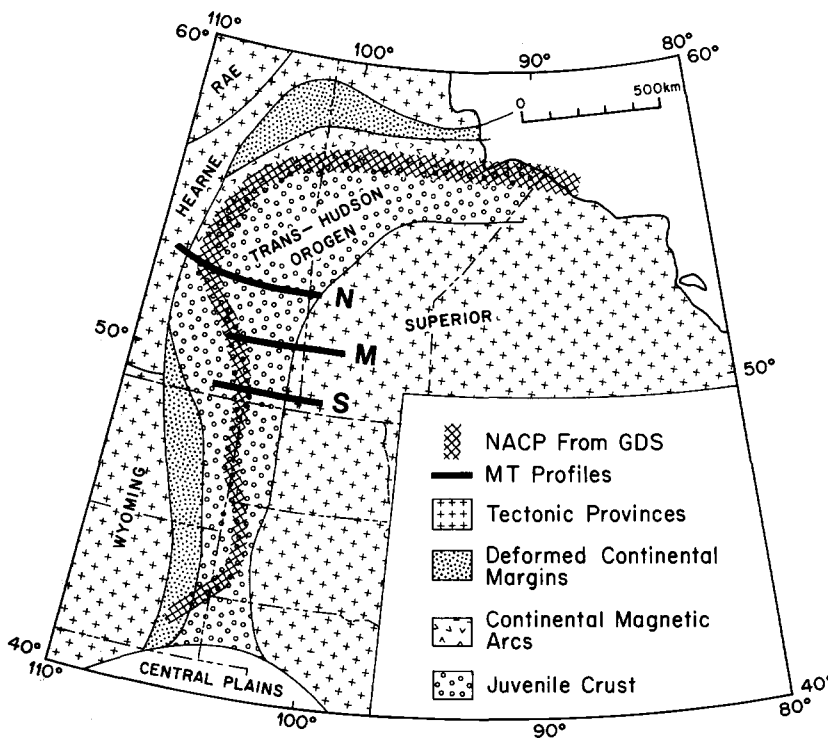 110°
60°
100°
90°
80°
60°
0
500km
RAE
HEARNE
TRANS-HUDSON
OROGEN
N
SUPERIOR
50°
M
50°
S
NACP From GDS
MT Profiles
WYOMING
Tectonic Provinces
Deformed Continental
Margins
Continental Magnetic
Arcs
Juvenile Crust
40°
110°
CENTRAL PLAINS
100°
90°
40°
80°